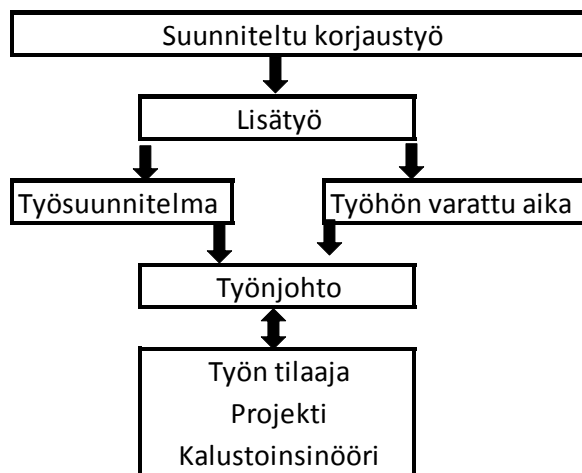 Suunniteltu korjaustyö
Lisätyö
Työsuunnitelma
Työhön varattu aika
Työnjohto
Työn tilaaja
Projekti
Kalustoinsinööri